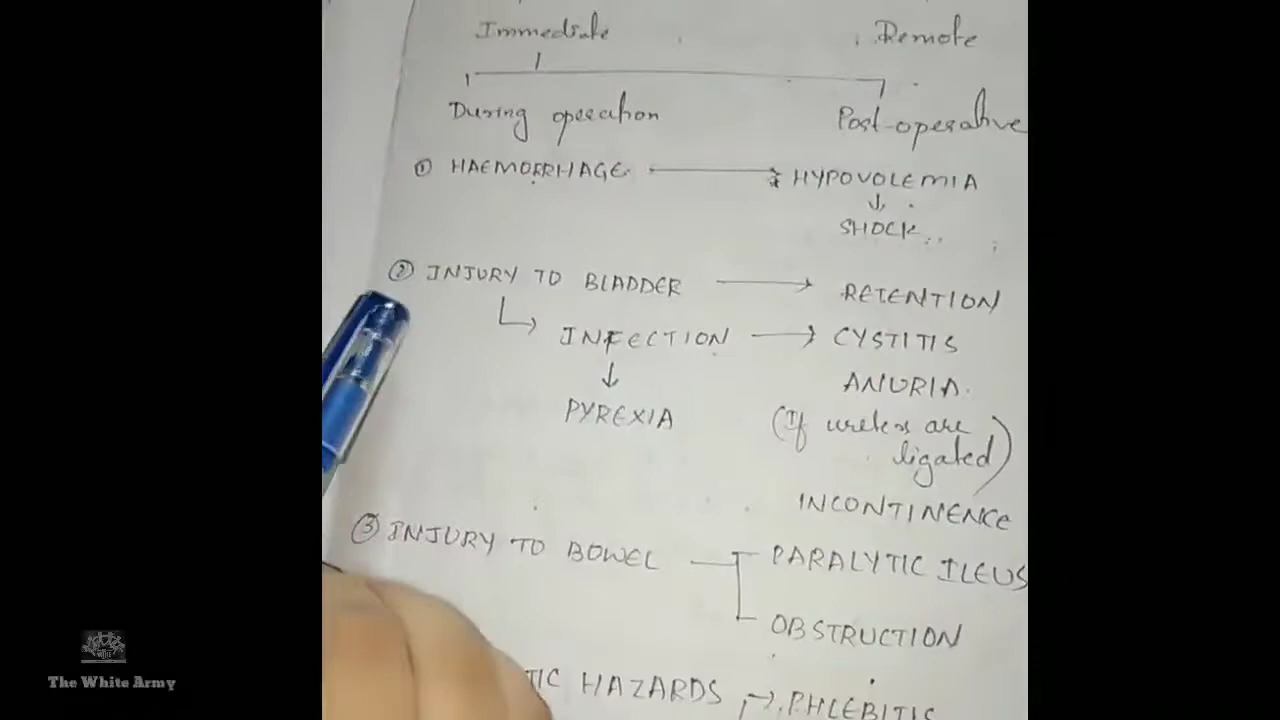 Immediate Remote
During operation Post-operative
① HAEMORRHAGE → HYPOVOLEMIA
↓
SHOCK..
② INJURY TO BLADDER → RETENTION
↳ INFECTION → CYSTITIS
↓ ANURIA.
PYREXIA (If ureters are
ligated)
INCONTINENCE
③ INJURY TO BOWEL PARALYTIC ILEUS
OBSTRUCTION
TIC HAZARDS → PHLEBITIS
The White Army